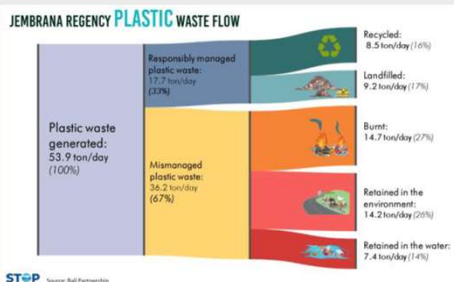 JEMBRANA REGENCY PLASTIC WASTE FLOW
Plastic waste
generated:
53.9 ton/day
(100%)
Responsibly managed
plastic waste:
17.7 ton/day
(33%)
Mismanaged
plastic waste:
36.2 ton/day
(67%)
Recycled:
8.5 ton/day (16%)
Landfilled:
9.2 ton/day (17%)
Burnt:
14.7 ton/day (27%)
Retained in the
environment:
14.2 ton/day (26%)
Retained in the water:
7.4 ton/day (14%)
STOP
Source: Bali Partnership